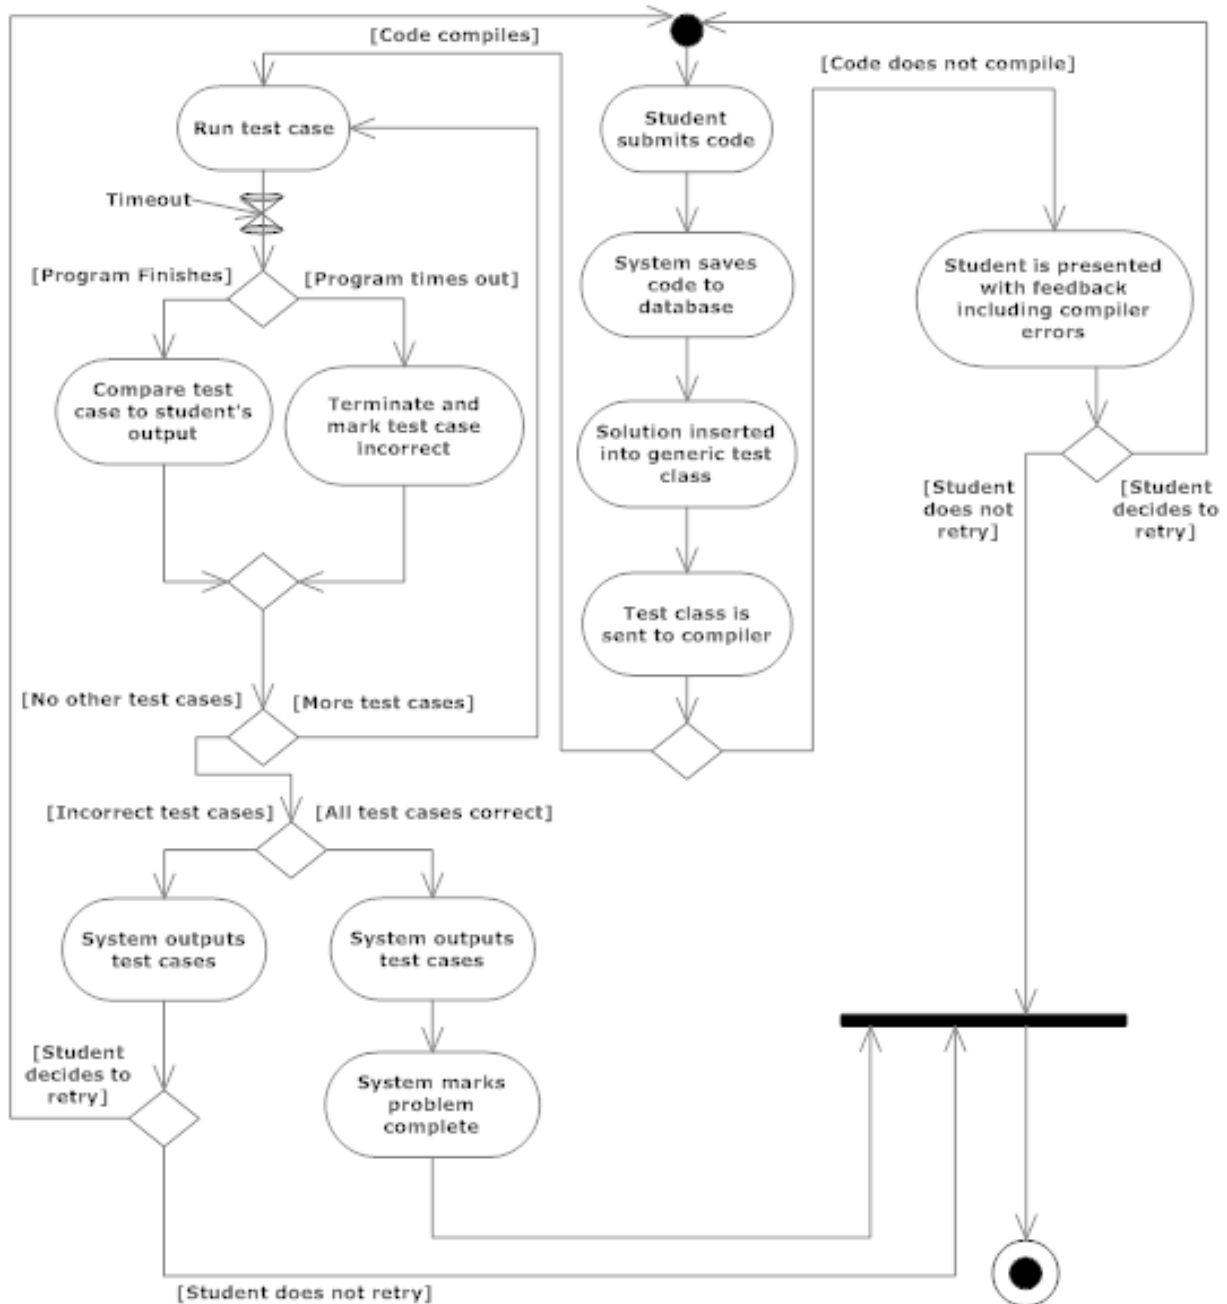 [Code compiles]
[Code does not compile]
Run test case
Student
submits code
Timeout
[Program Finishes]
[Program times out]
System saves
code to
database
Student is presented
with feedback
including compiler
errors
Compare test
case to student's
output
Terminate and
mark test case
incorrect
Solution inserted
into generic test
class
[Student
does not
retry]
[Student
decides to
retry]
Test class is
sent to compiler
[No other test cases]
[More test cases]
[Incorrect test cases]
[All test cases correct]
System outputs
test cases
System outputs
test cases
[Student
decides to
retry]
System marks
problem
complete
[Student does not retry]